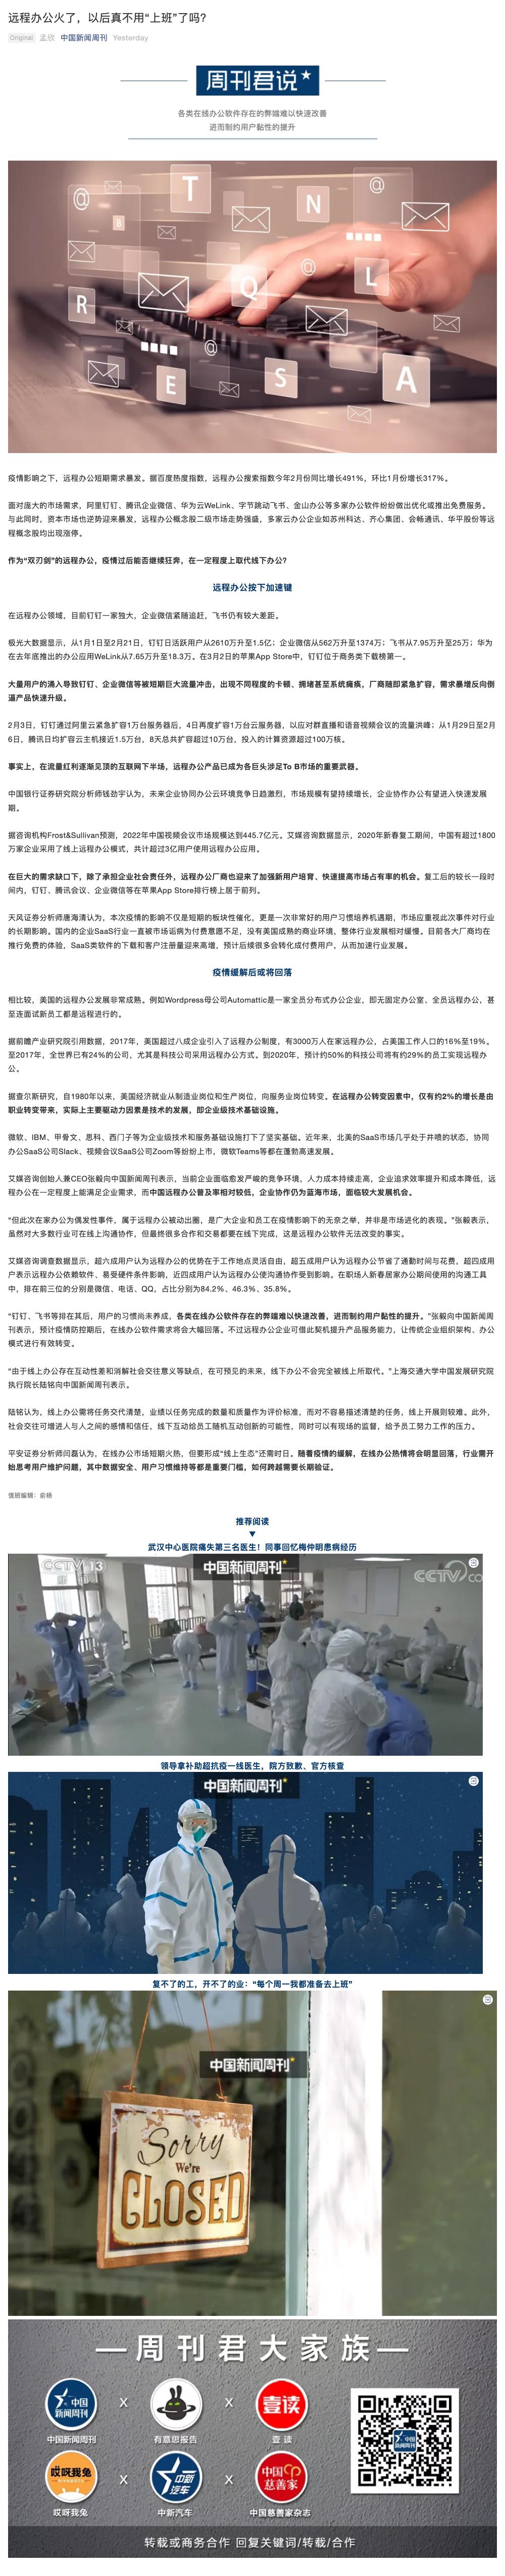 远程办公火了，以后真不用“上班”了吗?
Original 孟欣 中国新闻周刊 Yesterday
周刊君说
各类在线办公软件存在的弊端难以快速改善
进而制约用户黏性的提升
@
T
@
B
N
R
Q
@
L
@
E
S
A
疫情影响之下，远程办公短期需求暴发。据百度热度指数，远程办公搜索指数今年2月份同比增长491%，环比1月份增长317%。
面对庞大的市场需求，阿里钉钉、腾讯企业微信、华为云WeLink、字节跳动飞书、金山办公等多家办公软件纷纷做出优化或推出免费服务。
与此同时，资本市场也逆势迎来暴发，远程办公概念股二级市场走势强盛，多家云办公企业如苏州科达、齐心集团、会畅通讯、华平股份等远
程概念股均出现涨停。
作为“双刃剑”的远程办公，疫情过后能否继续狂奔，在一定程度上取代线下办公?
远程办公按下加速键
在远程办公领域，目前钉钉一家独大，企业微信紧随追赶，飞书仍有较大差距。
极光大数据显示，从1月1日至2月21日，钉钉日活跃用户从2610万升至1.5亿；企业微信从562万升至1374万；飞书从7.95万升至25万；华为
在去年底推出的办公应用WeLink从7.65万升至18.3万。在3月2日的苹果App Store中，钉钉位于商务类下载榜第一。
大量用户的涌入导致钉钉、企业微信等被短期巨大流量冲击，出现不同程度的卡顿、拥堵甚至系统瘫痪，厂商随即紧急扩容，需求暴增反向倒
逼产品快速升级。
2月3日，钉钉通过阿里云紧急扩容1万台服务器后，4日再度扩容1万台云服务器，以应对群直播和语音视频会议的流量洪峰；从1月29日至2月
6日，腾讯日均扩容云主机接近1.5万台，8天总共扩容超过10万台，投入的计算资源超过100万核。
事实上，在流量红利逐渐见顶的互联网下半场，远程办公产品已成为各巨头涉足To B市场的重要武器。
中国银行证券研究院分析师钱劲宇认为，未来企业协同办公云环境竞争日趋激烈，市场规模有望持续增长，企业协作办公有望进入快速发展
期。
据咨询机构Frost&Sullivan预测，2022年中国视频会议市场规模达到445.7亿元。艾媒咨询数据显示，2020年新春复工期间，中国有超过1800
万家企业采用了线上远程办公模式，共计超过3亿用户使用远程办公应用。
在巨大的需求缺口下，除了承担企业社会责任外，远程办公厂商也迎来了加强新用户培育、快速提高市场占有率的机会。复工后的较长一段时
间内，钉钉、腾讯会议、企业微信等在苹果App Store排行榜上居于前列。
天风证券分析师唐海清认为，本次疫情的影响不仅是短期的板块性催化，更是一次非常好的用户习惯培养机遇期，市场应重视此次事件对行业
的长期影响。国内的企业SaaS行业一直被市场诟病为付费意愿不足，没有美国成熟的商业环境，整体行业发展相对缓慢。目前各大厂商均在
推行免费的体验，SaaS类软件的下载和客户注册量迎来高增，预计后续很多会转化成付费用户，从而加速行业发展。
疫情缓解后或将回落
相比较，美国的远程办公发展非常成熟。例如Wordpress母公司Automattic是一家全员分布式办公企业，即无固定办公室、全员远程办公，甚
至连面试新员工都是远程进行的。
据前瞻产业研究院引用数据，2017年，美国超过八成企业引入了远程办公制度，有3000万人在家远程办公，占美国工作人口的16%至19%。
至2017年，全世界已有24%的公司，尤其是科技公司采用远程办公方式。到2020年，预计约50%的科技公司将有约29%的员工实现远程办
公。
据查尔斯研究，自1980年以来，美国经济就业从制造业岗位和生产岗位，向服务业岗位转变。在远程办公转变因素中，仅有约2%的增长是由
职业转变带来，实际上主要驱动力因素是技术的发展，即企业级技术基础设施。
微软、IBM、甲骨文、思科、西门子等为企业级技术和服务基础设施打下了坚实基础。近年来，北美的SaaS市场几乎处于井喷的状态，协同
办公SaaS公司Slack、视频会议SaaS公司Zoom等纷纷上市，微软Teams等都在蓬勃高速发展。
艾媒咨询创始人兼CEO张毅向中国新闻周刊表示，当前企业面临愈发严峻的竞争环境，人力成本持续走高，企业追求效率提升和成本降低，远
程办公在一定程度上能满足企业需求，而中国远程办公普及率相对较低，企业协作仍为蓝海市场，面临较大发展机会。
“但此次在家办公为偶发性事件，属于远程办公被动出圈，是广大企业和员工在疫情影响下的无奈之举，并非是市场进化的表现。”张毅表示，
虽然对大多数行业可在线上沟通协作，但最终很多合作和交易都要在线下完成，这是远程办公软件无法改变的事实。
艾媒咨询调查数据显示，超六成用户认为远程办公的优势在于工作地点灵活自由，超五成用户认为远程办公节省了通勤时间与花费，超四成用
户表示远程办公依赖软件、易受硬件条件影响，近四成用户认为远程办公使沟通协作受到影响。在职场人新春居家办公期间使用的沟通工具
中，排在前三位的分别是微信、电话、QQ，占比分别为84.2%、46.3%、35.8%。
“钉钉、飞书等排在其后，用户的习惯尚未养成，各类在线办公软件存在的弊端难以快速改善，进而制约用户黏性的提升。”张毅向中国新闻周
刊表示，预计疫情防控期后，在线办公软件需求将会大幅回落。不过远程办公企业可借此契机提升产品服务能力，让传统企业组织架构、办公
模式进行有效转变。
“由于线上办公存在互动性差和消解社会交往意义等缺点，在可预见的未来，线下办公不会完全被线上所取代。”上海交通大学中国发展研究院
执行院长陆铭向中国新闻周刊表示。
陆铭认为，线上办公需将任务交代清楚，业绩以任务完成的数量和质量作为评价标准，而对不容易描述清楚的任务，线上开展则较难。此外，
社会交往可增进人与人之间的感情和信任，线下互动给员工随机互动创新的可能性，同时可以有现场的监督，给予员工努力工作的压力。
平安证券分析师闫磊认为，在线办公市场短期火热，但要形成“线上生态”还需时日。随着疫情的缓解，在线办公热情将会明显回落，行业需开
始思考用户维护问题，其中数据安全、用户习惯维持等都是重要门槛，如何跨越需要长期验证。
值班编辑：俞杨
推荐阅读
▼
武汉中心医院痛失第三名医生！同事回忆梅仲明患病经历
CCTV 13
中国新闻周刊
CCTV
领导拿补助超抗疫一线医生，院方致歉、官方核查
中国新闻周刊
复不了的工，开不了的业：“每个周一我都准备去上班”
中国新闻周刊
Sorry
We're
CLOSED
周刊君大家族
中国新闻周刊 X 有意思报告 X 壹读
哎呀我兔 X 中新汽车 X 中国慈善家杂志
转载或商务合作 回复关键词/转载/合作